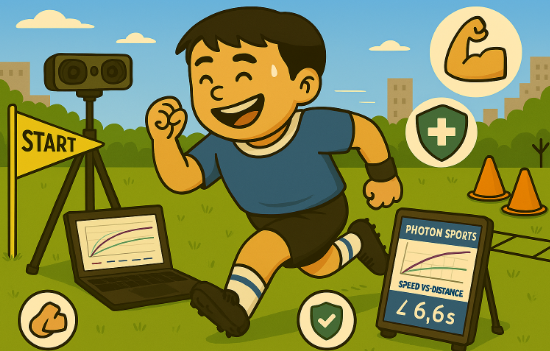 START
PHOTON SPORTS
SPEED VS-DISTANCE
∠ 6,6s